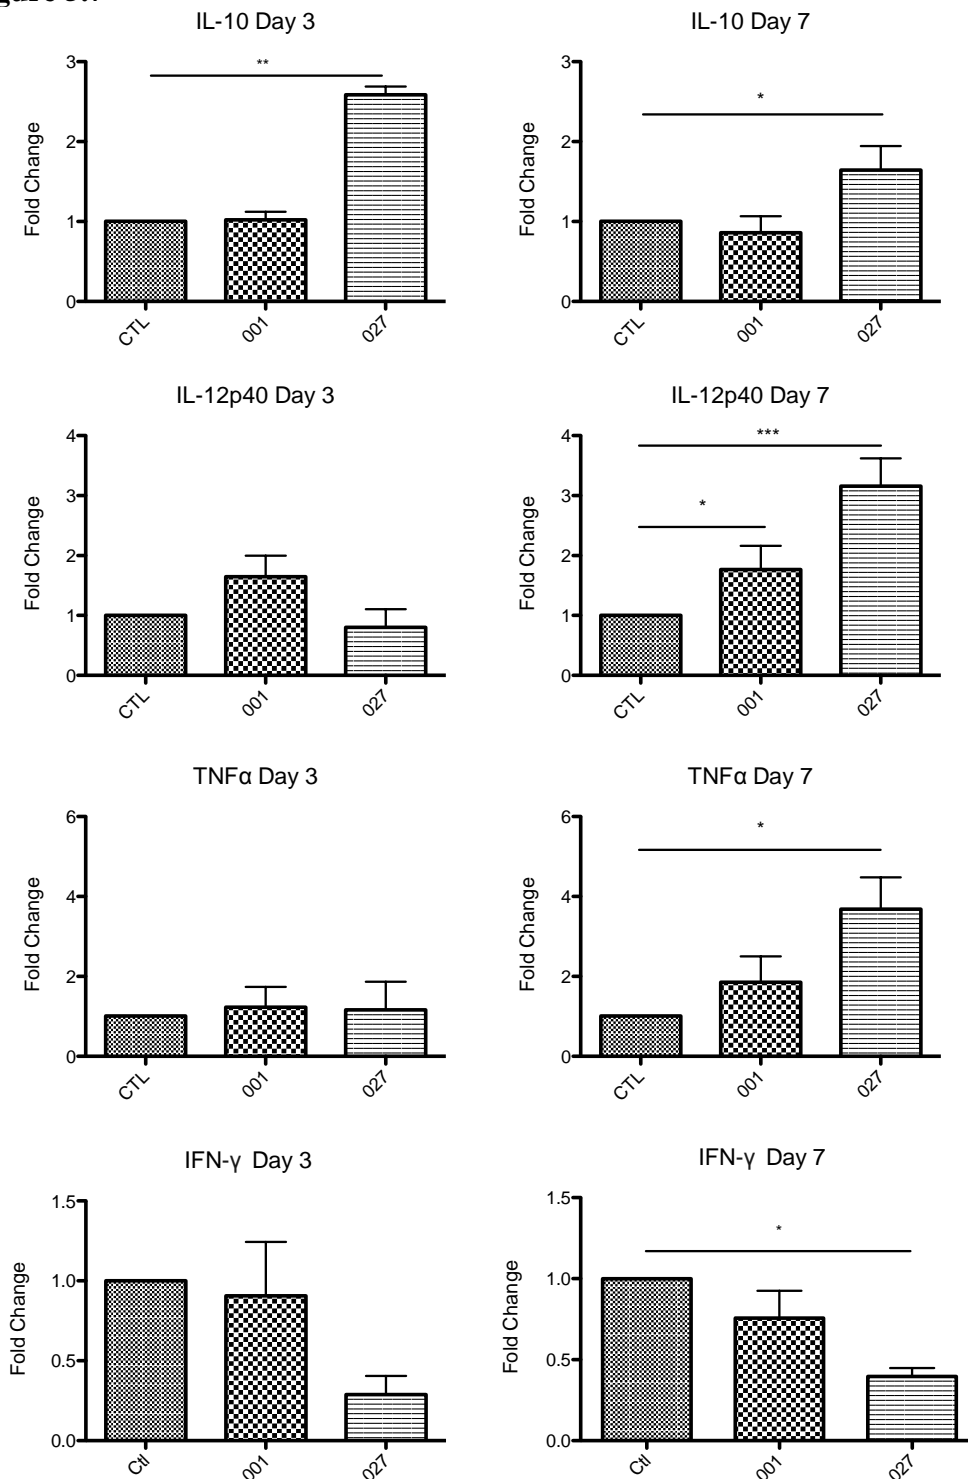 IL-10 Day 3
3
2
1
0
Fold Change
**
CTL
001
027
IL-10 Day 7
3
2
1
0
Fold Change
*
CTL
001
027
IL-12p40 Day 3
4
3
2
1
0
Fold Change
CTL
001
027
IL-12p40 Day 7
4
3
2
1
0
Fold Change
***
*
CTL
001
027
TNFα Day 3
6
4
2
0
Fold Change
CTL
001
027
TNFα Day 7
6
4
2
0
Fold Change
*
CTL
001
027
IFN-γ Day 3
1.5
1.0
0.5
0.0
Fold Change
Ctl
001
027
IFN-γ Day 7
1.5
1.0
0.5
0.0
Fold Change
*
Ctl
001
027